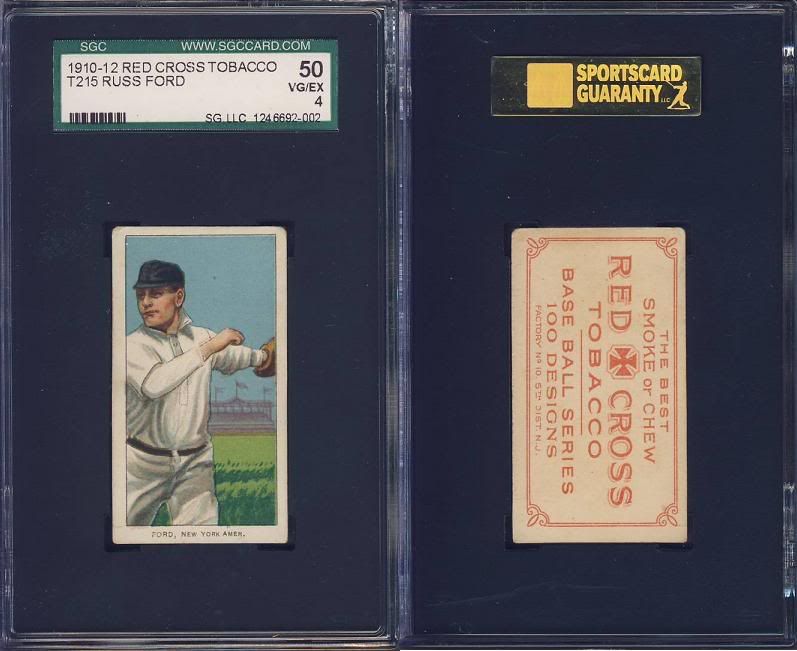 SGC WWW.SGCCARD.COM
1910-12 RED CROSS TOBACCO
T215 RUSS FORD
50
VG/EX
4
SG LLC 1246692-002
FORD, NEW YORK AMER.
SPORTSCARD
GUARANTY LLC
THE BEST
SMOKE or CHEW
RED CROSS
TOBACCO
BASE BALL SERIES
100 DESIGNS
FACTORY Nº 10, 5TH DIST. N.J.